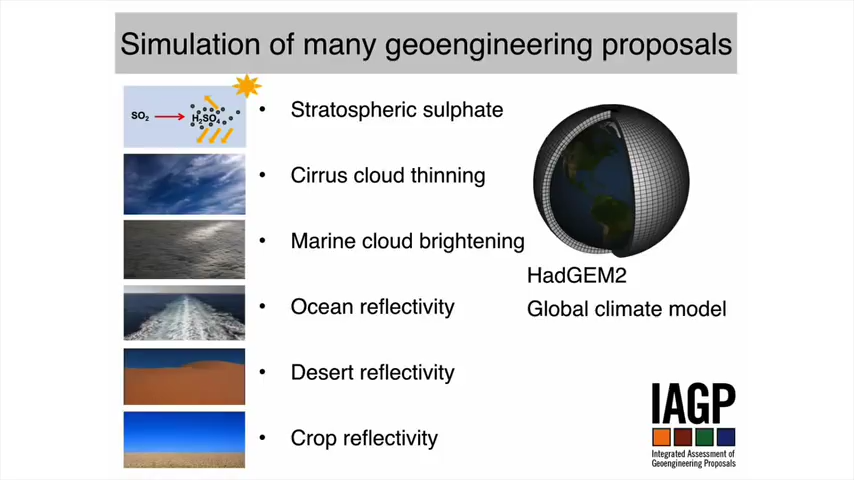 Simulation of many geoengineering proposals
SO₂
H₂SO₄
• Stratospheric sulphate
• Cirrus cloud thinning
• Marine cloud brightening
• Ocean reflectivity
• Desert reflectivity
• Crop reflectivity
HadGEM2
Global climate model
IAGP
Integrated Assessment of
Geoengineering Proposals